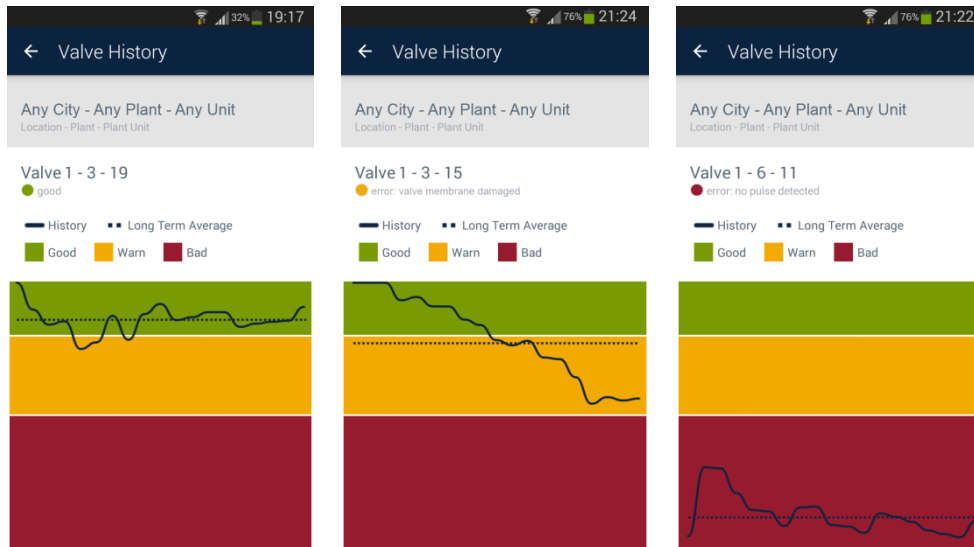 32% 19:17
Valve History
Any City - Any Plant - Any Unit
Location - Plant - Plant Unit
Valve 1 - 3 - 19
good
History Long Term Average
Good Warn Bad
76% 21:24
Valve History
Any City - Any Plant - Any Unit
Location - Plant - Plant Unit
Valve 1 - 3 - 15
error: valve membrane damaged
History Long Term Average
Good Warn Bad
76% 21:22
Valve History
Any City - Any Plant - Any Unit
Location - Plant - Plant Unit
Valve 1 - 6 - 11
error: no pulse detected
History Long Term Average
Good Warn Bad